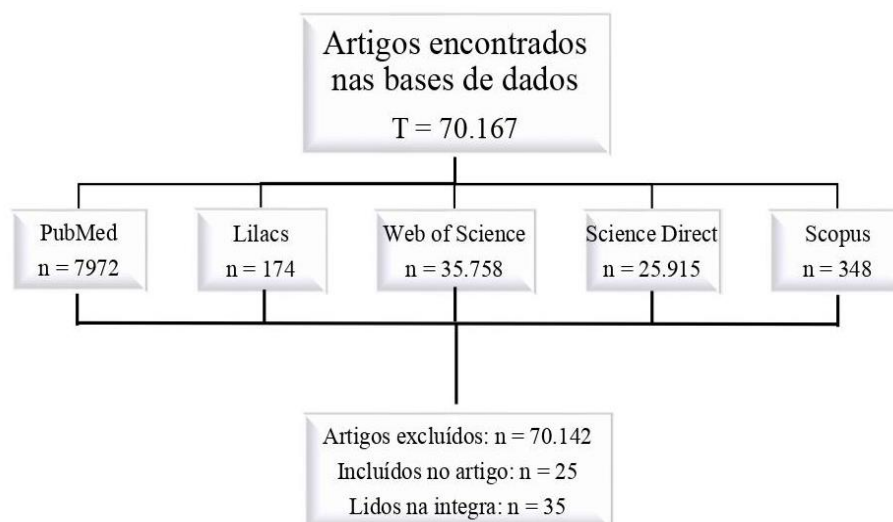 Artigos encontrados
nas bases de dados
T = 70.167
PubMed
n = 7972
Lilacs
n = 174
Web of Science
n = 35.758
Science Direct
n = 25.915
Scopus
n = 348
Artigos excluídos: n = 70.142
Incluídos no artigo: n = 25
Lidos na integra: n = 35